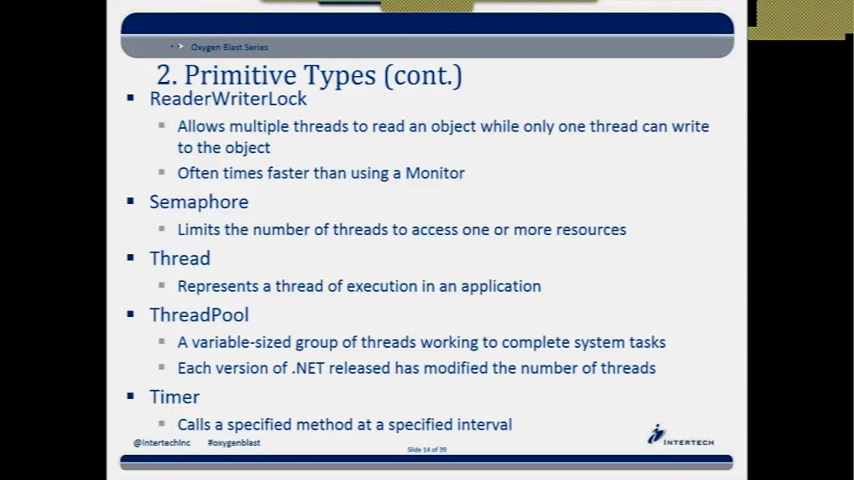 Oxygen Blast Series
2. Primitive Types (cont.)
ReaderWriterLock
Allows multiple threads to read an object while only one thread can write
to the object
Often times faster than using a Monitor
Semaphore
Limits the number of threads to access one or more resources
Thread
Represents a thread of execution in an application
ThreadPool
A variable-sized group of threads working to complete system tasks
Each version of .NET released has modified the number of threads
Timer
Calls a specified method at a specified interval
@IntertechInc #oxygenblast
Slide 14 of 39
INTERTECH